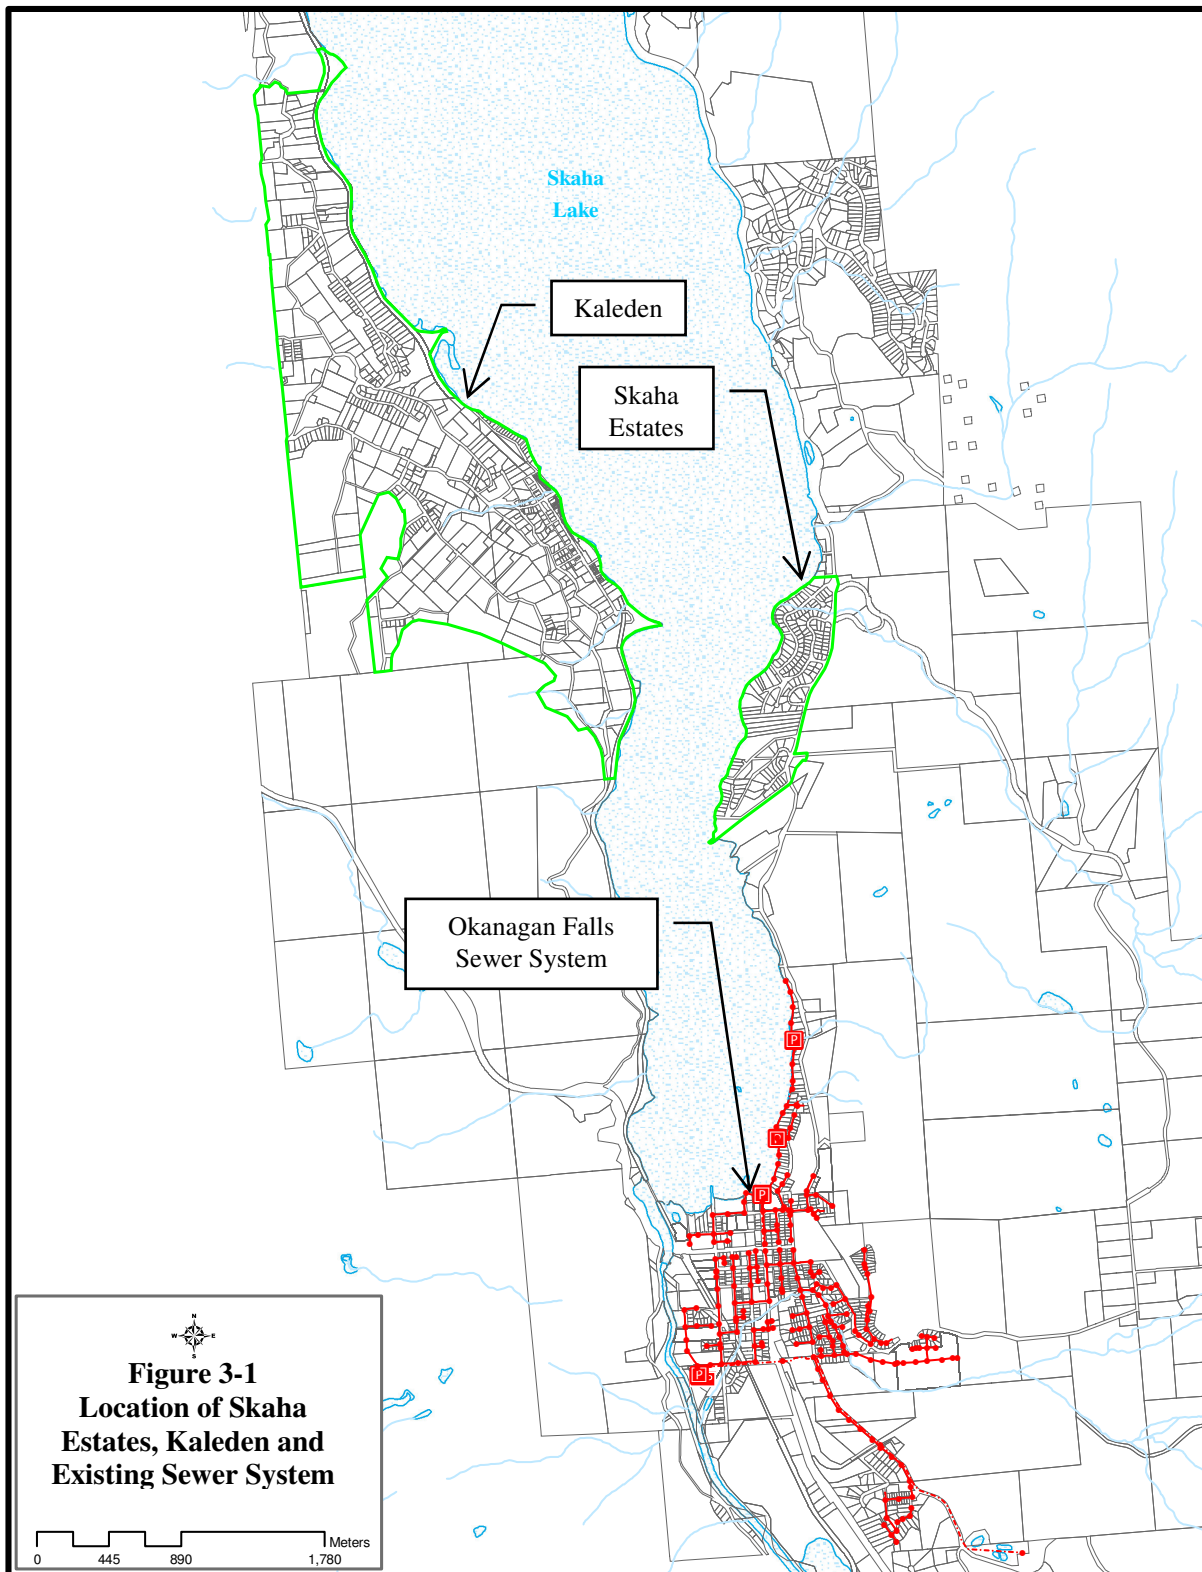 Skaha
Lake
Kaleden
Skaha
Estates
Okanagan Falls
Sewer System
P
P
P
N
W E
S
Figure 3-1
Location of Skaha
Estates, Kaleden and
Existing Sewer System
Meters
0 445 890 1,780